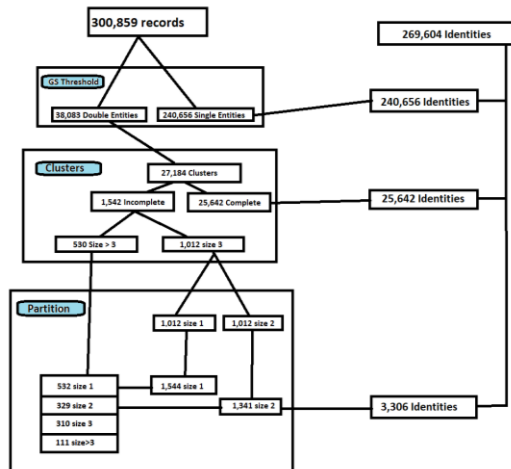 300,859 records
269,604 Identities
GS Threshold
38,083 Double Entities
240,656 Single Entities
240,656 Identities
Clusters
27,184 Clusters
1,542 Incomplete
25,642 Complete
25,642 Identities
530 Size > 3
1,012 size 3
Partition
1,012 size 1
1,012 size 2
532 size 1
1,544 size 1
329 size 2
1,341 size 2
3,306 Identities
310 size 3
111 size>3